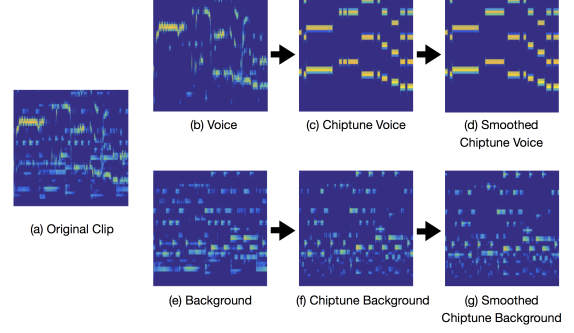 (b) Voice
(c) Chiptune Voice
(d) Smoothed
Chiptune Voice
(a) Original Clip
(e) Background
(f) Chiptune Background
(g) Smoothed
Chiptune Background